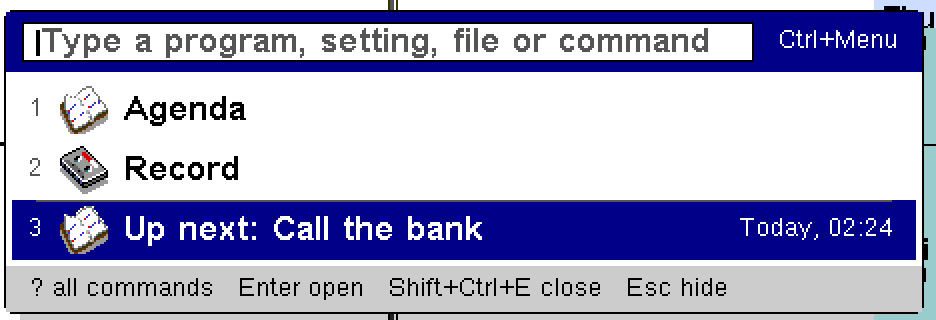 Type a program, setting, file or command Ctrl+Menu
1 Agenda
2 Record
3 Up next: Call the bank Today, 02:24
? all commands Enter open Shift+Ctrl+E close Esc hide